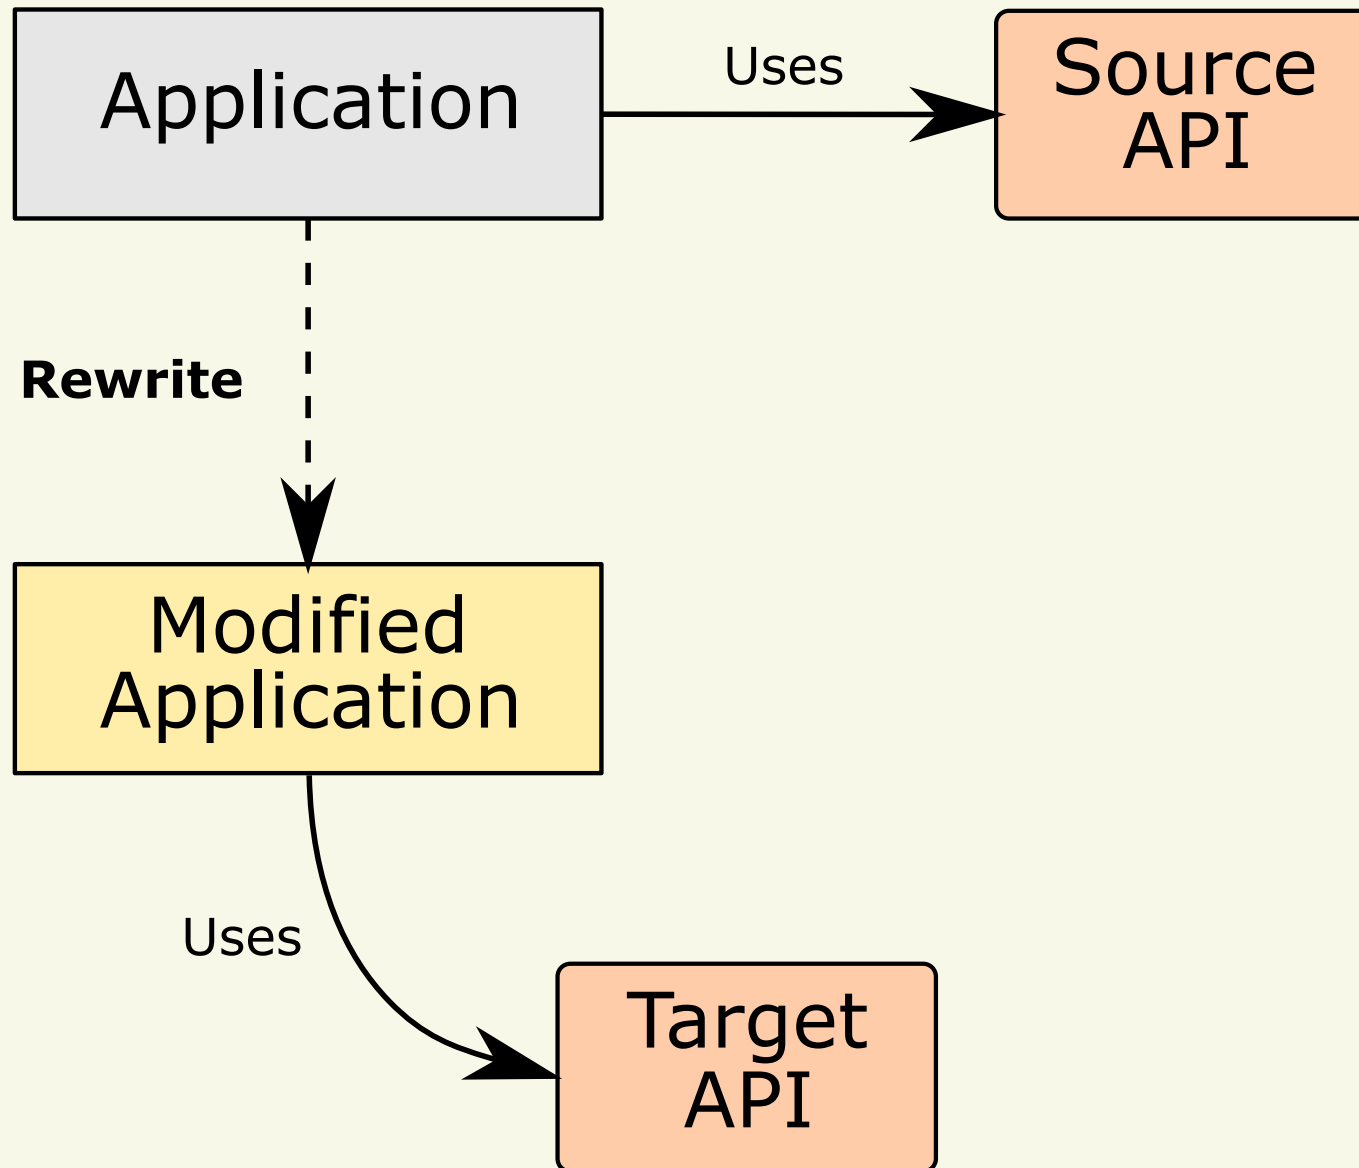 Application
Uses
Source
API
Rewrite
Modified
Application
Uses
Target
API